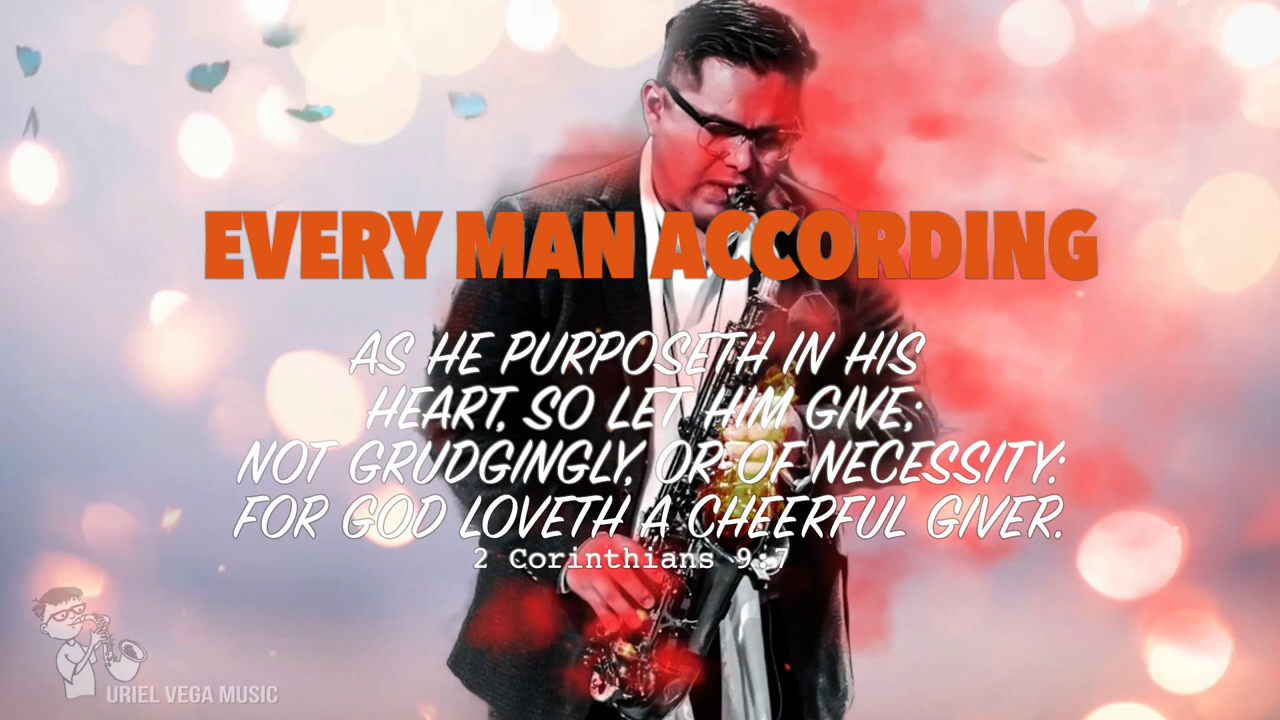 EVERY MAN ACCORDING
AS HE PURPOSETH IN HIS
HEART, SO LET HIM GIVE;
NOT GRUDGINGLY, OR OF NECESSITY:
FOR GOD LOVETH A CHEERFUL GIVER.
2 Corinthians 9:7
URIEL VEGA MUSIC